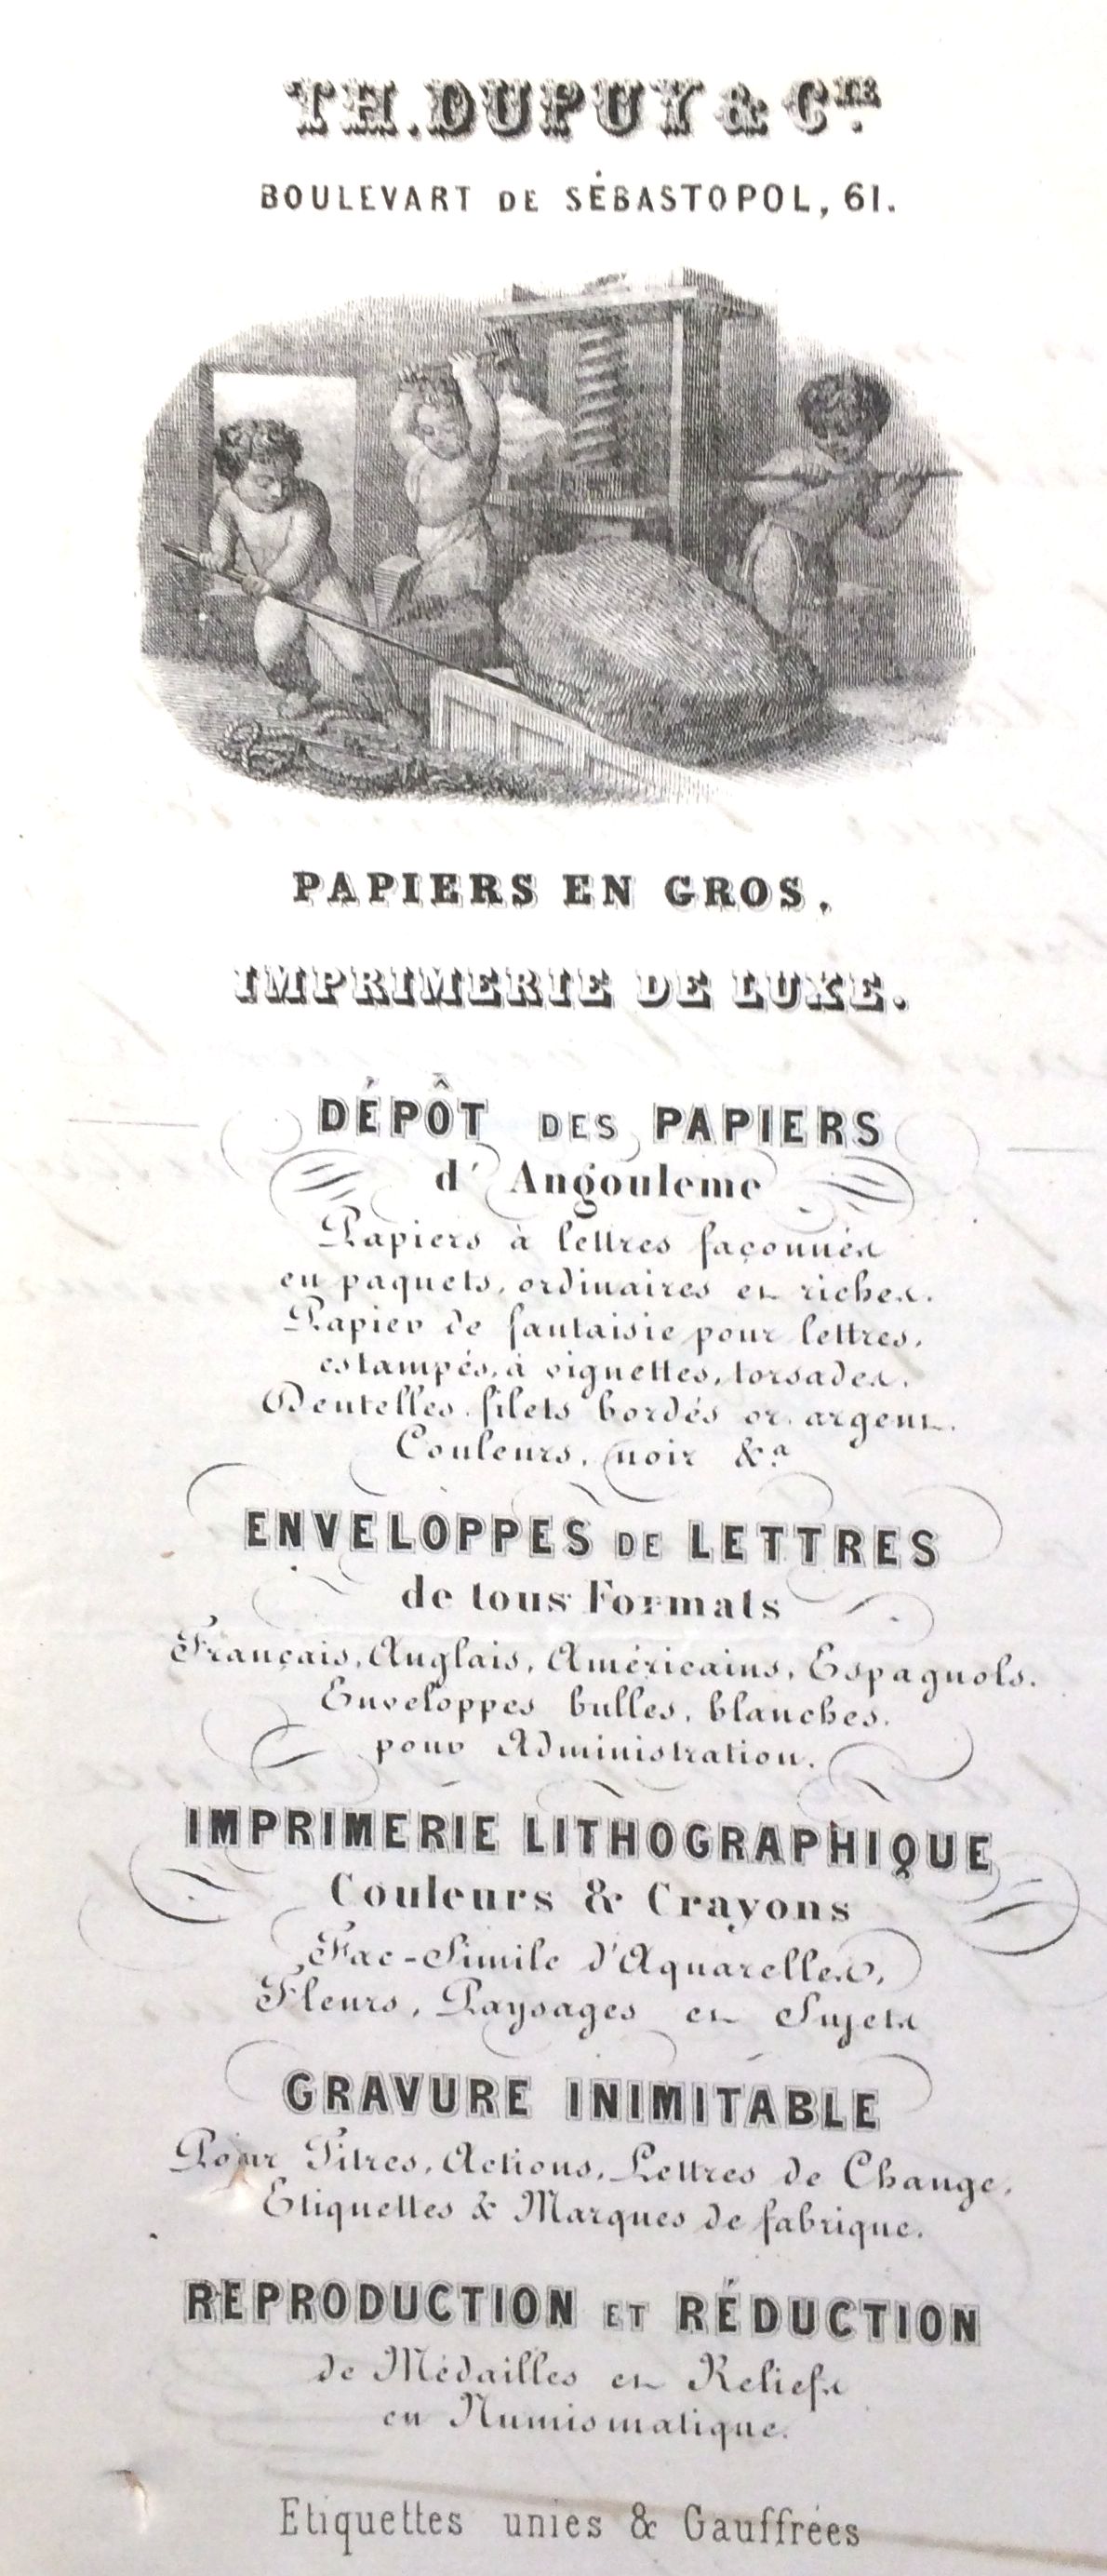 TH. DUPUY & CIE.
BOULEVART DE SÉBASTOPOL, 61.
PAPIERS EN GROS,
IMPRIMERIE DE LUXE.
DÉPÔT DES PAPIERS
d'Angouleme
Papiers à lettres façonnés
en paquets, ordinaires et riches.
Papier de fantaisie pour lettres,
estampés, à vignettes, torsades.
Dentelles, filets bordés or, argent.
Couleurs, noir &a
ENVELOPPES DE LETTRES
de tous Formats
Français, Anglais, Américains, Espagnols.
Enveloppes bulles, blanches.
pour Administration.
IMPRIMERIE LITHOGRAPHIQUE
Couleurs & Crayons
Fac-Simile d'Aquarelles,
Fleurs, Paysages et Sujets
GRAVURE INIMITABLE
Pour Titres, Actions, Lettres de Change,
Etiquettes & Marques de fabrique.
REPRODUCTION ET RÉDUCTION
de Médailles et Reliefs
en Numismatique.
Etiquettes unies & Gauffrées